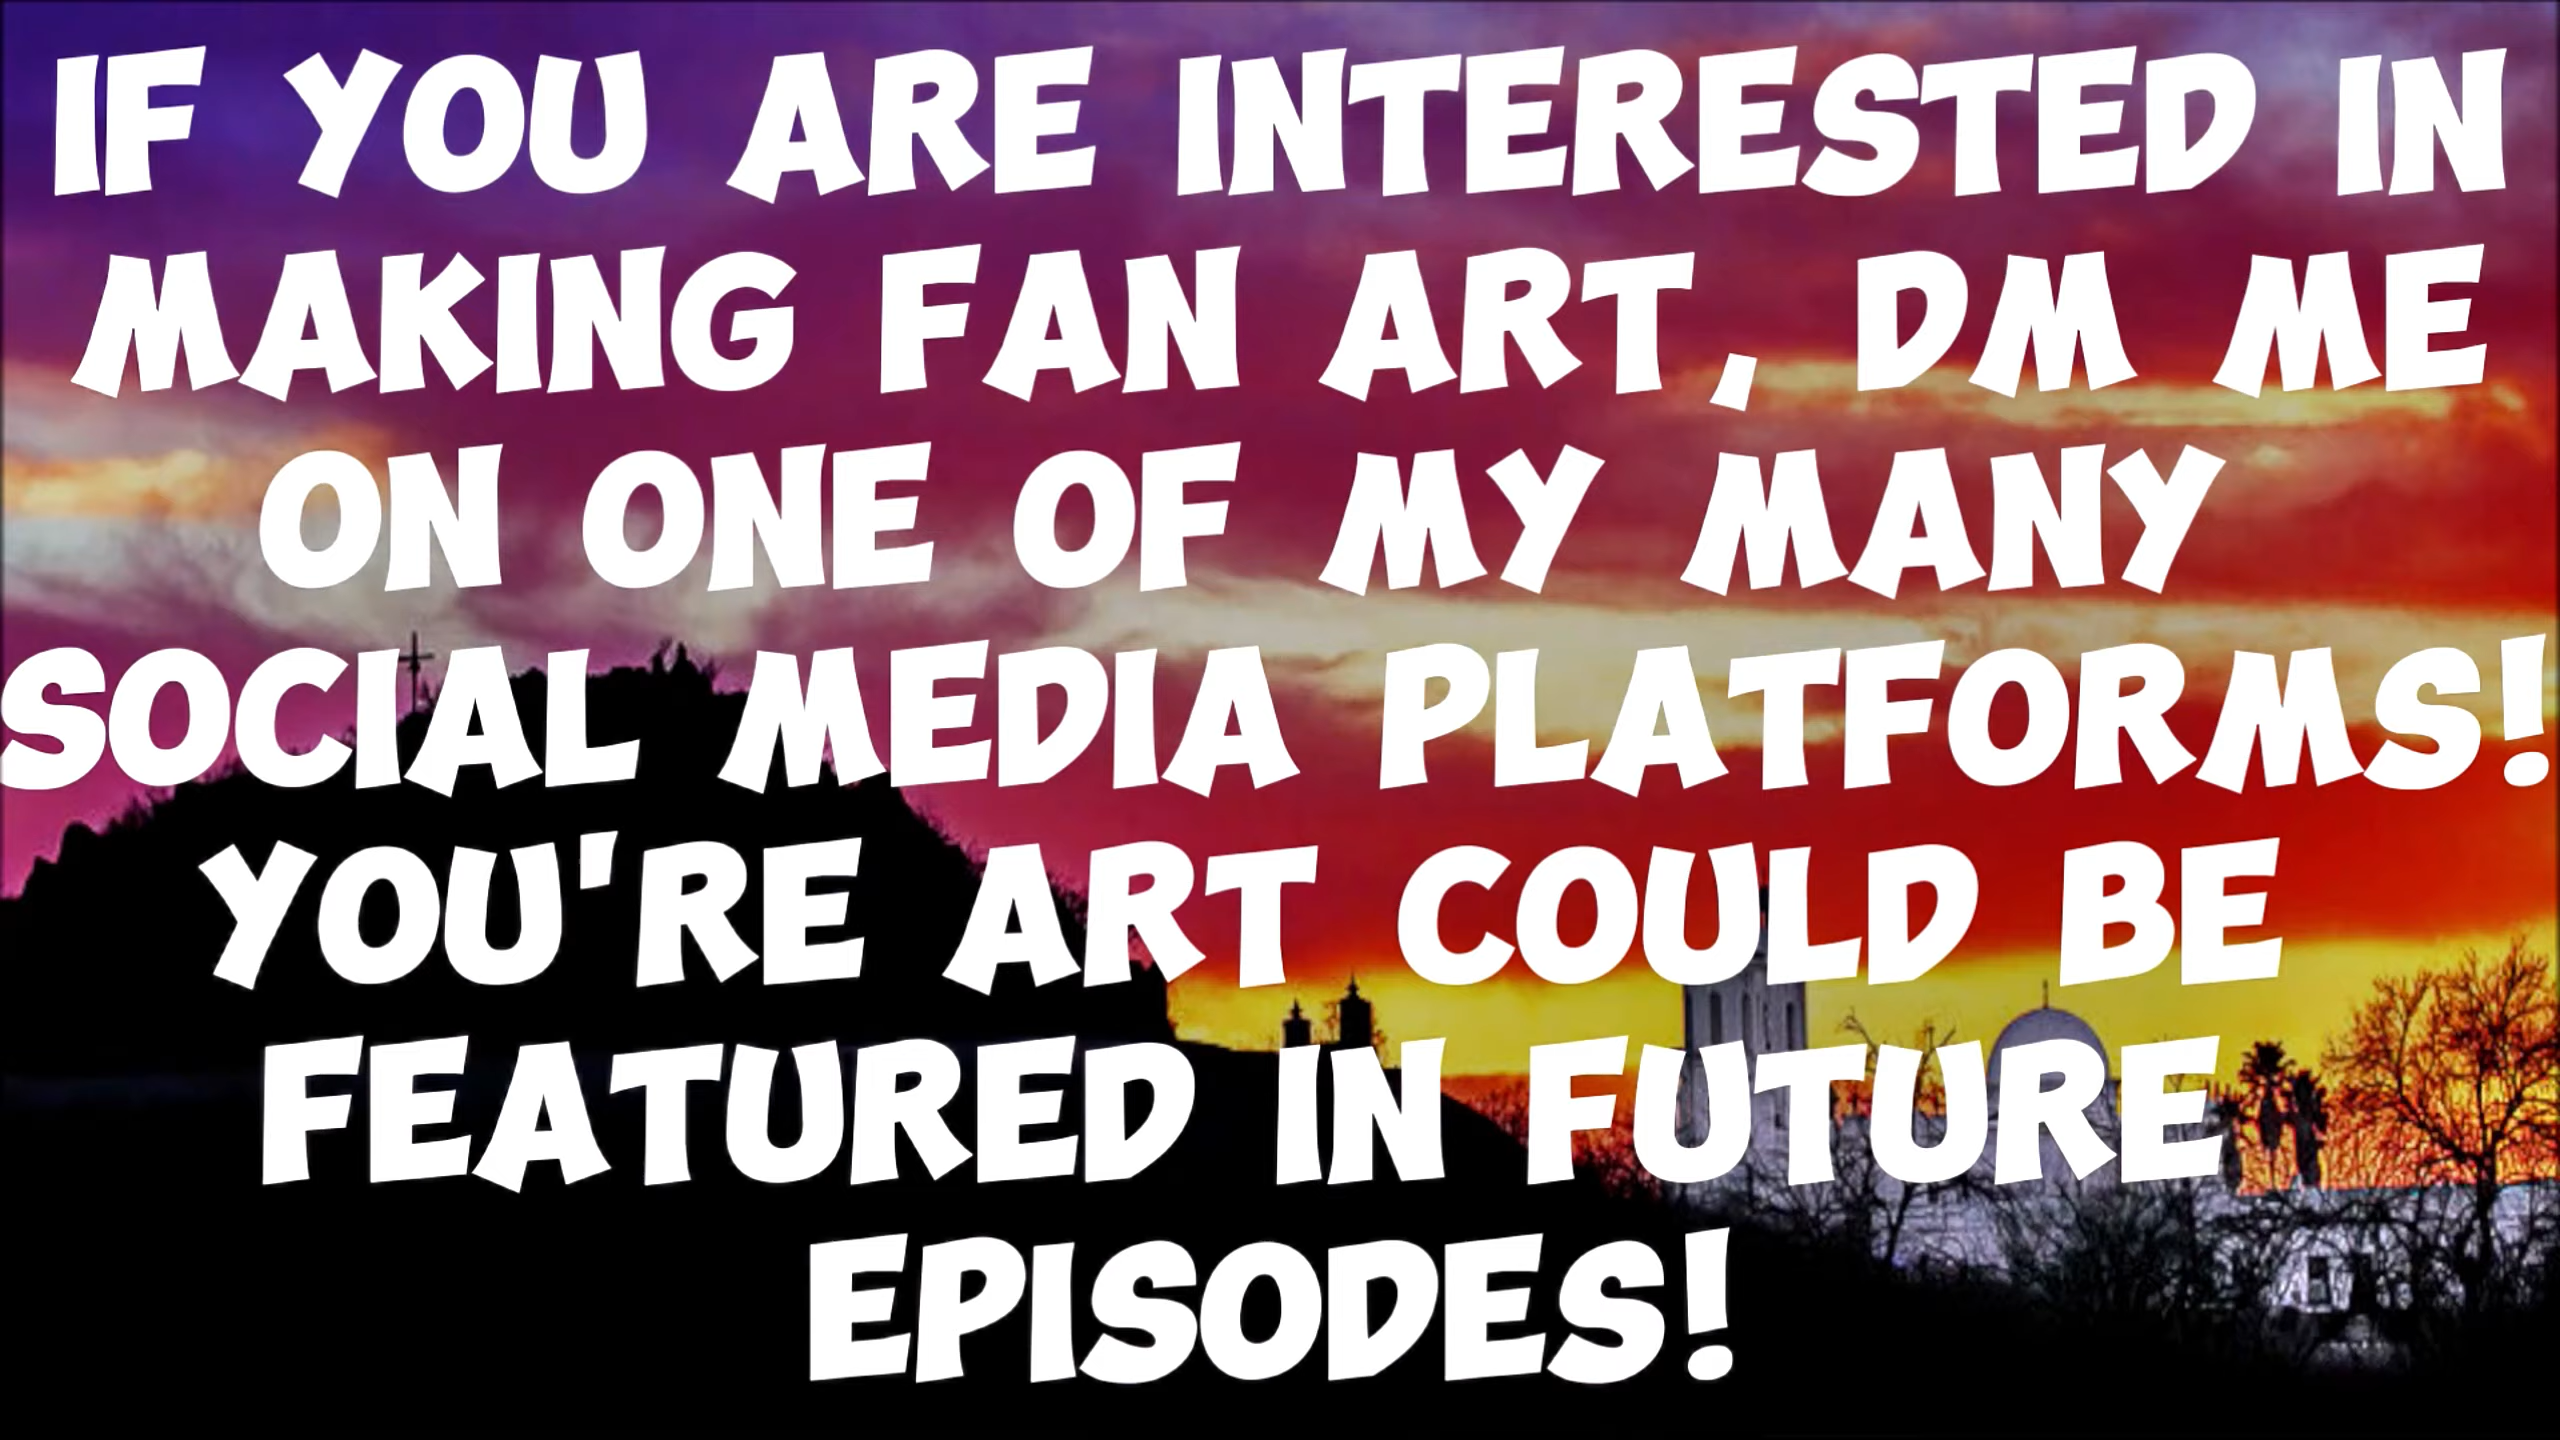 IF YOU ARE INTERESTED IN
MAKING FAN ART, DM ME
ON ONE OF MY MANY
SOCIAL MEDIA PLATFORMS!
YOU'RE ART COULD BE
FEATURED IN FUTURE
EPISODES!